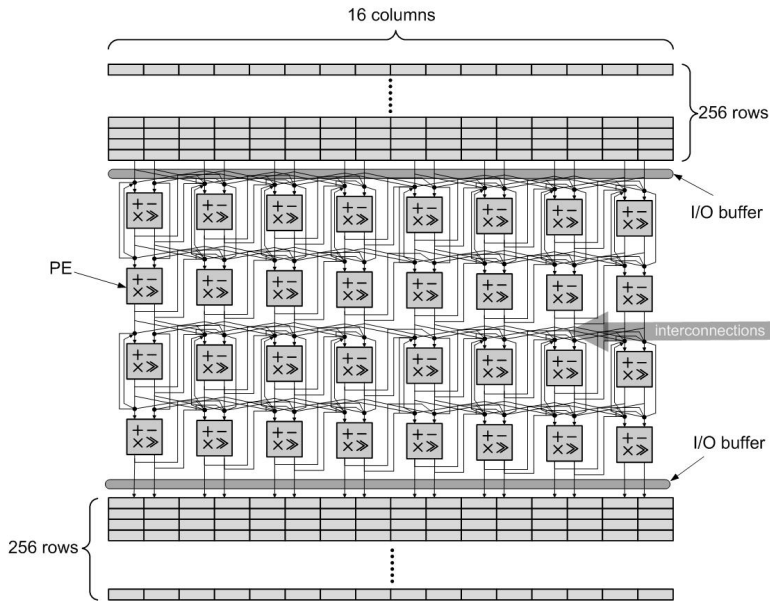 16 columns
256 rows
I/O buffer
+ − + − + − + − + − + − + − + −
× ≫ × ≫ × ≫ × ≫ × ≫ × ≫ × ≫ × ≫
PE
+ − + − + − + − + − + − + − + −
× ≫ × ≫ × ≫ × ≫ × ≫ × ≫ × ≫ × ≫
interconnections
+ − + − + − + − + − + − + − + −
× ≫ × ≫ × ≫ × ≫ × ≫ × ≫ × ≫ × ≫
+ − + − + − + − + − + − + − + −
× ≫ × ≫ × ≫ × ≫ × ≫ × ≫ × ≫ × ≫
I/O buffer
256 rows